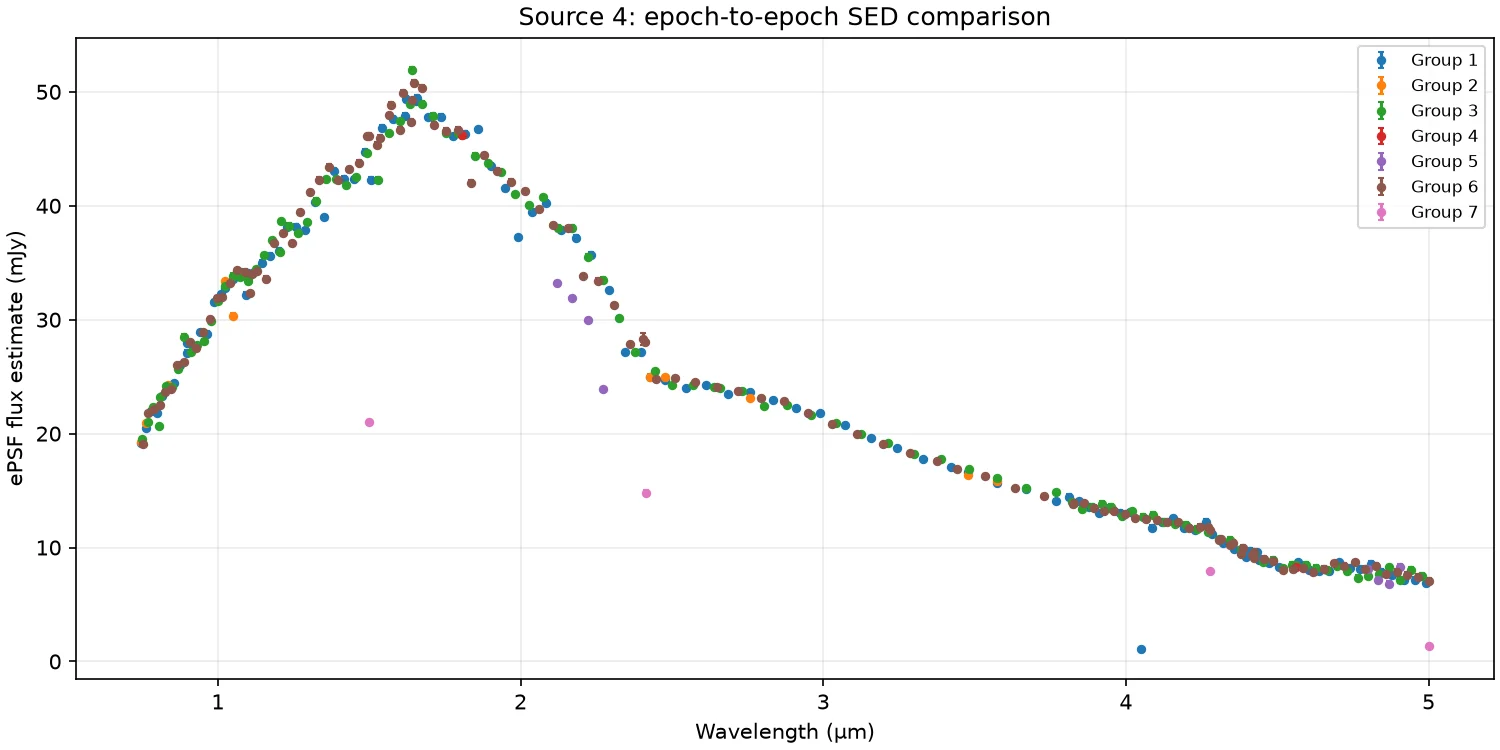 Source 4: epoch-to-epoch SED comparison
ePSF flux estimate (mJy)
50
40
30
20
10
0
1
2
3
4
5
Wavelength (μm)
Group 1
Group 2
Group 3
Group 4
Group 5
Group 6
Group 7